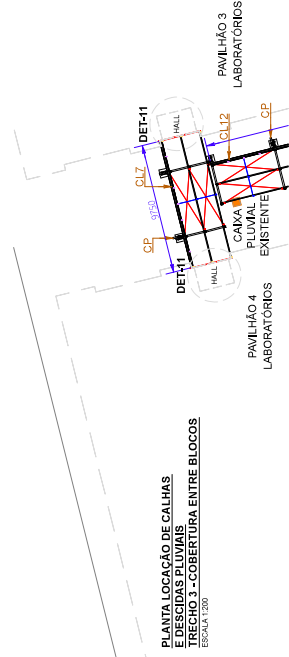 PLANTA LOCAÇÃO DE CALHAS
E DESCIDAS PLUVIAIS
TRECHO 3 - COBERTURA ENTRE BLOCOS
ESCALA 1:200
DET-11
HALL
CP
CL7
9750
DET-11
HALL
CAIXA
PLUVIAL
EXISTENTE
CL12
CP
PAVILHÃO 4
LABORATÓRIOS
PAVILHÃO 3
LABORATÓRIOS